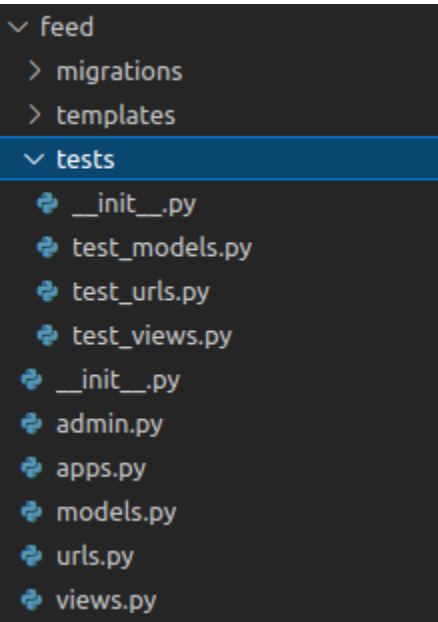 feed
migrations
templates
tests
__init__.py
test_models.py
test_urls.py
test_views.py
__init__.py
admin.py
apps.py
models.py
urls.py
views.py